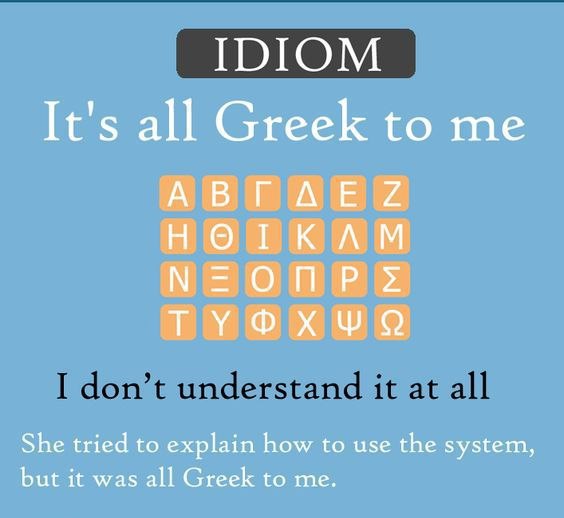 IDIOM
It's all Greek to me
Α Β Γ Δ Ε Ζ
Η Θ Ι Κ Λ Μ
Ν Ξ Ο Π Ρ Σ
Τ Υ Φ Χ Ψ Ω
I don’t understand it at all
She tried to explain how to use the system,
but it was all Greek to me.